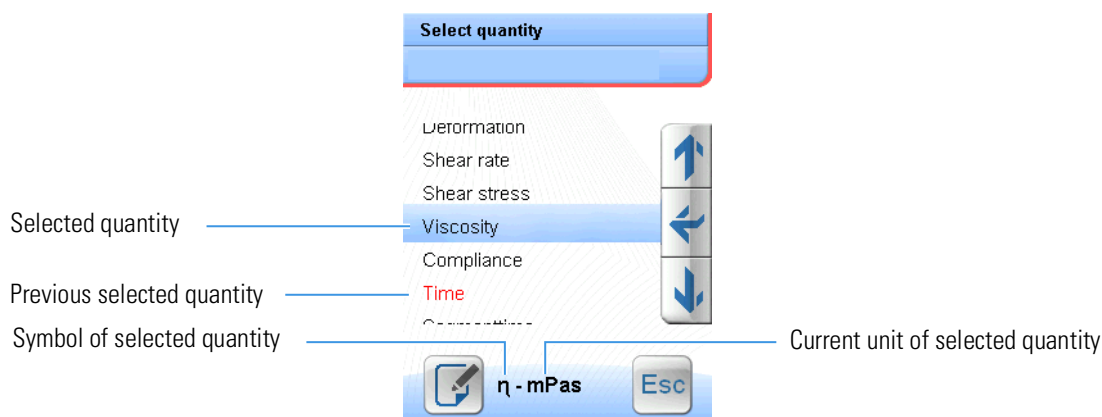 Select quantity
Deformation
Shear rate
Shear stress
Selected quantity
Viscosity
Compliance
Previous selected quantity
Time
Symbol of selected quantity
Current unit of selected quantity
η - mPas
Esc